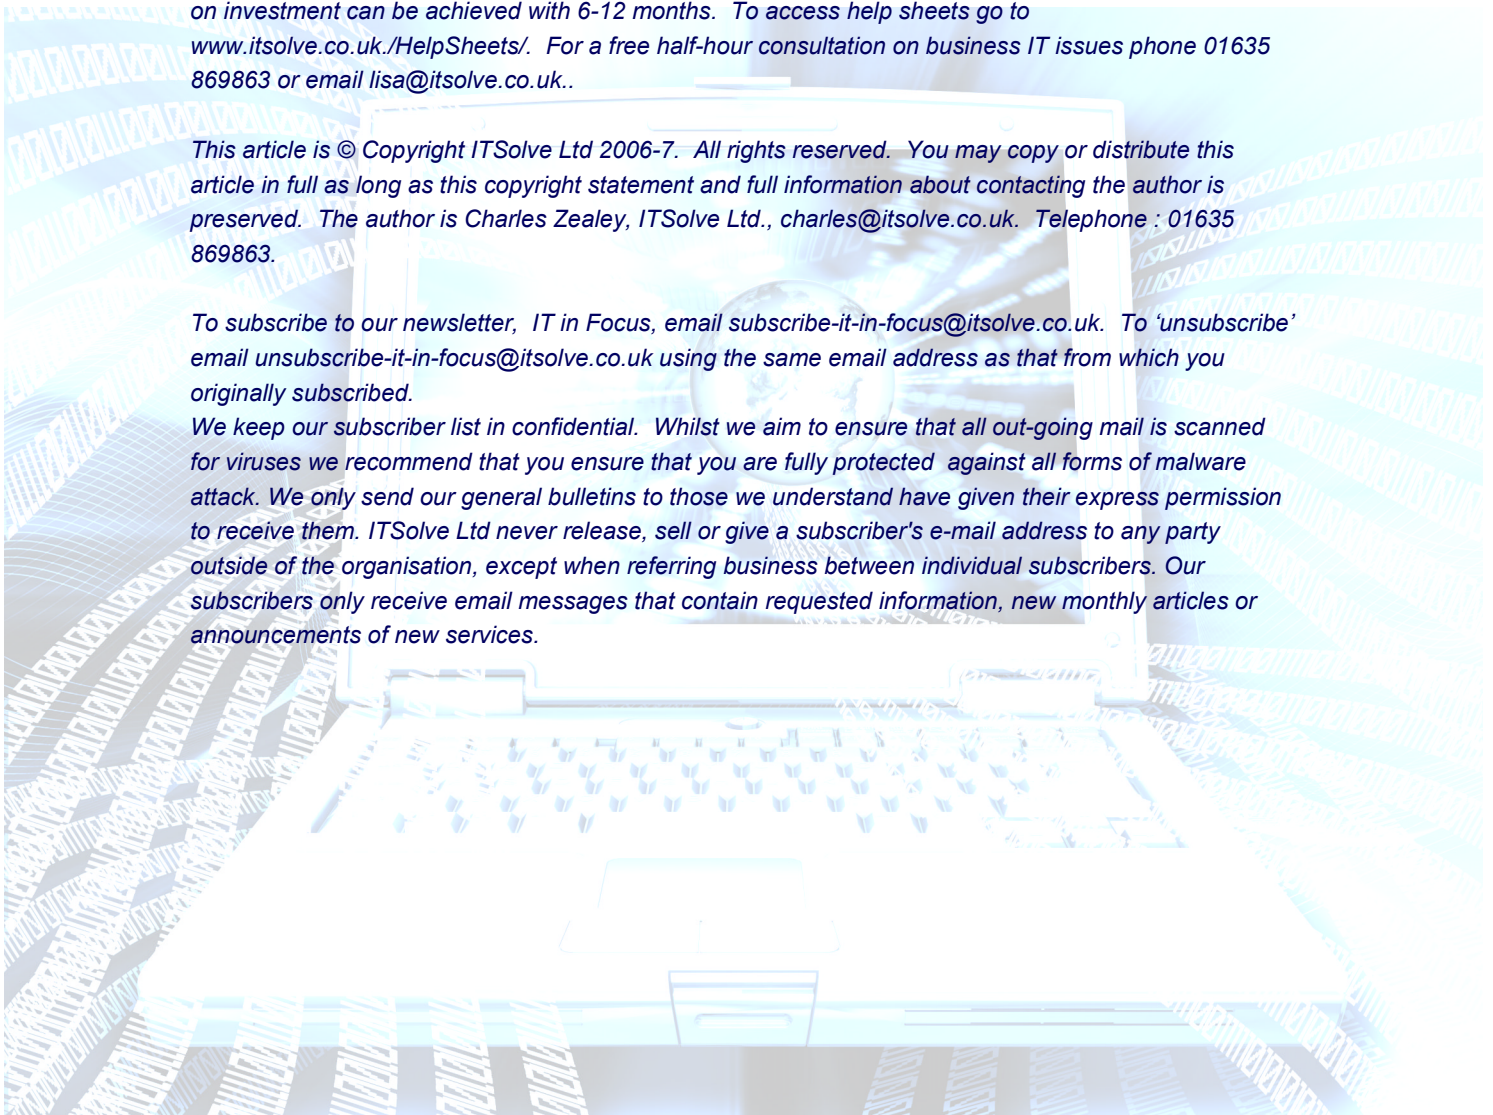 on investment can be achieved with 6-12 months.  To access help sheets go to
www.itsolve.co.uk./HelpSheets/.  For a free half-hour consultation on business IT issues phone 01635
869863 or email lisa@itsolve.co.uk..
This article is © Copyright ITSolve Ltd 2006-7.  All rights reserved.  You may copy or distribute this
article in full as long as this copyright statement and full information about contacting the author is
preserved.  The author is Charles Zealey, ITSolve Ltd., charles@itsolve.co.uk.  Telephone : 01635
869863.
To subscribe to our newsletter,  IT in Focus, email subscribe-it-in-focus@itsolve.co.uk.  To ‘unsubscribe’
email unsubscribe-it-in-focus@itsolve.co.uk using the same email address as that from which you
originally subscribed.
We keep our subscriber list in confidential.  Whilst we aim to ensure that all out-going mail is scanned
for viruses we recommend that you ensure that you are fully protected  against all forms of malware
attack. We only send our general bulletins to those we understand have given their express permission
to receive them. ITSolve Ltd never release, sell or give a subscriber's e-mail address to any party
outside of the organisation, except when referring business between individual subscribers. Our
subscribers only receive email messages that contain requested information, new monthly articles or
announcements of new services.